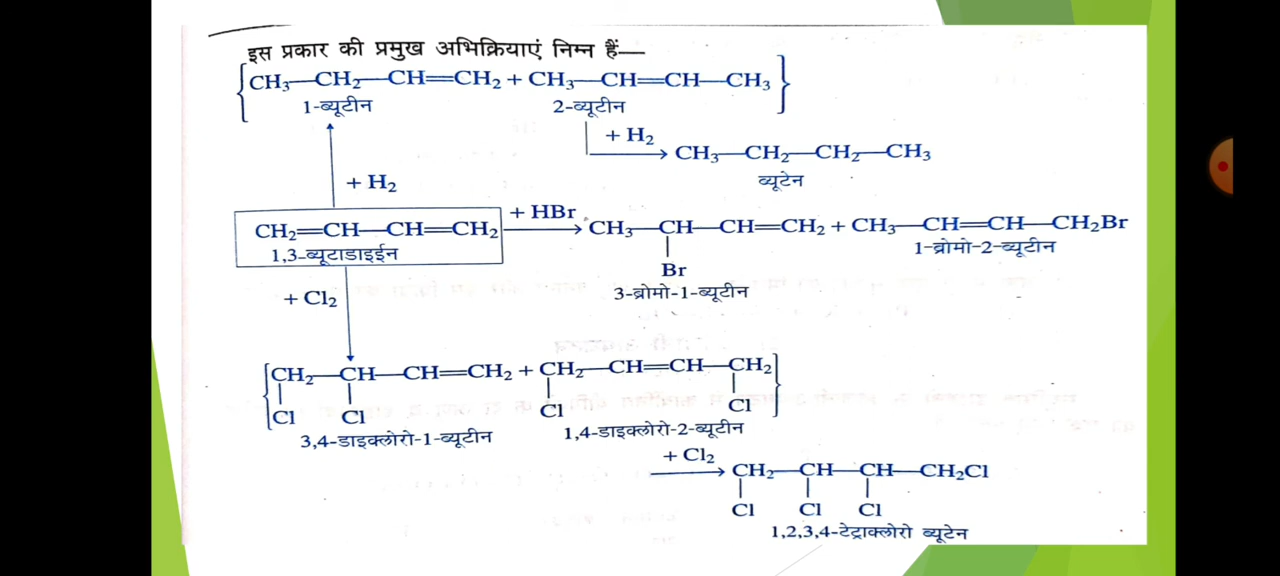 इस प्रकार की प्रमुख अभिक्रियाएं निम्न हैं—
{CH₃—CH₂—CH=CH₂ + CH₃—CH=CH—CH₃}
1-ब्यूटीन 2-ब्यूटीन
+ H₂
CH₃—CH₂—CH₂—CH₃
ब्यूटेन
+ H₂
CH₂=CH—CH=CH₂ + HBr CH₃—CH—CH=CH₂ + CH₃—CH=CH—CH₂Br
1,3-ब्यूटाडाइईन 1-ब्रोमो-2-ब्यूटीन
Br
+ Cl₂ 3-ब्रोमो-1-ब्यूटीन
CH₂—CH—CH=CH₂ + CH₂—CH=CH—CH₂
Cl Cl Cl Cl
3,4-डाइक्लोरो-1-ब्यूटीन 1,4-डाइक्लोरो-2-ब्यूटीन
+ Cl₂
CH₂—CH—CH—CH₂Cl
Cl Cl Cl
1,2,3,4-टेट्राक्लोरो ब्यूटेन